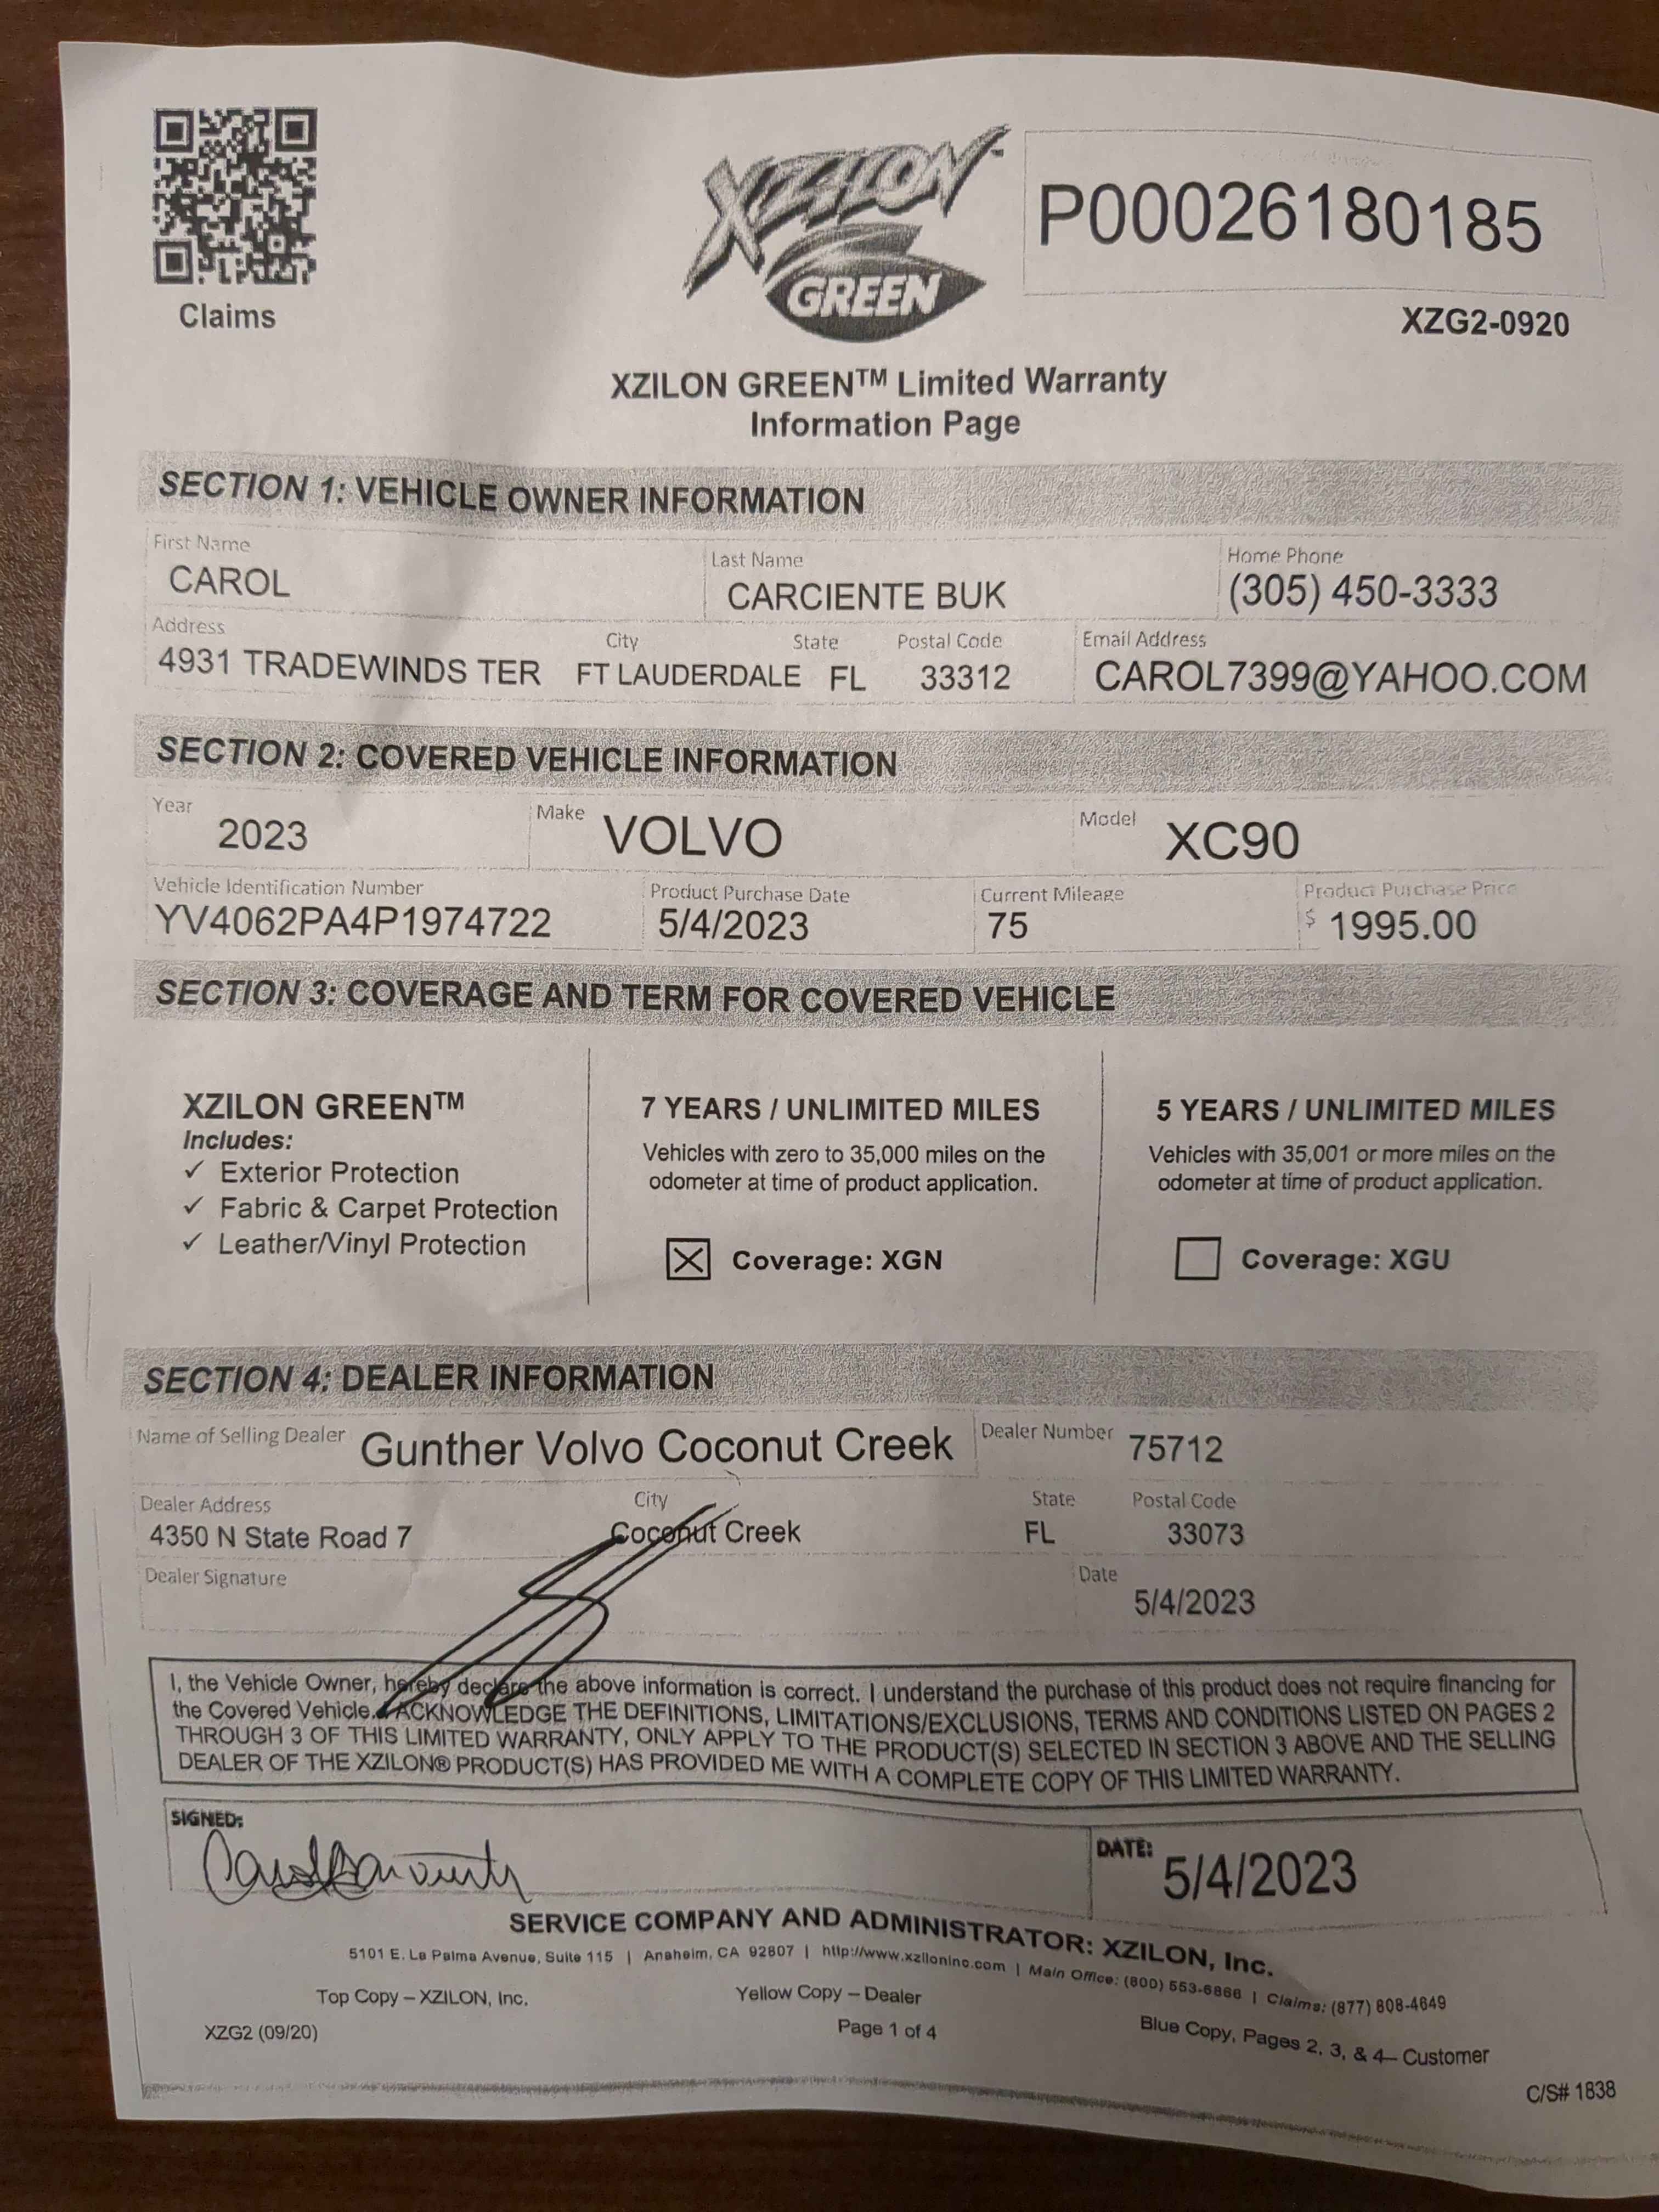 XZILON
GREEN
P00026180185
Claims
XZG2-0920
XZILON GREEN™ Limited Warranty
Information Page
SECTION 1: VEHICLE OWNER INFORMATION
First Name Last Name Home Phone
CAROL CARCIENTE BUK (305) 450-3333
Address City State Postal Code Email Address
4931 TRADEWINDS TER FT LAUDERDALE FL 33312 CAROL7399@YAHOO.COM
SECTION 2: COVERED VEHICLE INFORMATION
Year 2023 Make VOLVO Model XC90
Vehicle Identification Number Product Purchase Date Current Mileage Product Purchase Price
YV4062PA4P1974722 5/4/2023 75 $ 1995.00
SECTION 3: COVERAGE AND TERM FOR COVERED VEHICLE
XZILON GREEN™
Includes:
✓ Exterior Protection
✓ Fabric & Carpet Protection
✓ Leather/Vinyl Protection
7 YEARS / UNLIMITED MILES
Vehicles with zero to 35,000 miles on the
odometer at time of product application.
☒ Coverage: XGN
5 YEARS / UNLIMITED MILES
Vehicles with 35,001 or more miles on the
odometer at time of product application.
☐ Coverage: XGU
SECTION 4: DEALER INFORMATION
Name of Selling Dealer Gunther Volvo Coconut Creek Dealer Number 75712
Dealer Address City State Postal Code
4350 N State Road 7 Coconut Creek FL 33073
Dealer Signature Date
5/4/2023
I, the Vehicle Owner, hereby declare the above information is correct. I understand the purchase of this product does not require financing for
the Covered Vehicle. ACKNOWLEDGE THE DEFINITIONS, LIMITATIONS/EXCLUSIONS, TERMS AND CONDITIONS LISTED ON PAGES 2
THROUGH 3 OF THIS LIMITED WARRANTY, ONLY APPLY TO THE PRODUCT(S) SELECTED IN SECTION 3 ABOVE AND THE SELLING
DEALER OF THE XZILON® PRODUCT(S) HAS PROVIDED ME WITH A COMPLETE COPY OF THIS LIMITED WARRANTY.
SIGNED: DATE:
5/4/2023
SERVICE COMPANY AND ADMINISTRATOR: XZILON, Inc.
5101 E. La Palma Avenue, Suite 115 | Anaheim, CA 92807 | http://www.xziloninc.com | Main Office: (800) 553-6866 | Claims: (877) 808-4649
Top Copy – XZILON, Inc. Yellow Copy – Dealer Blue Copy, Pages 2, 3, & 4– Customer
XZG2 (09/20) Page 1 of 4
C/S# 1838